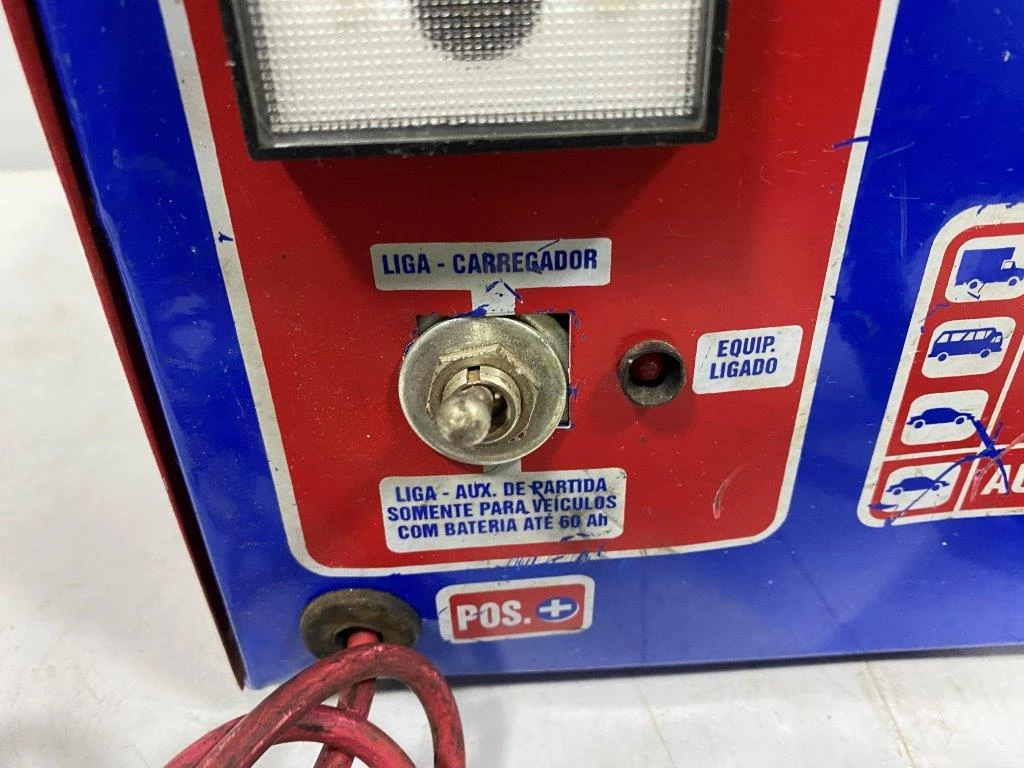 LIGA - CARREGADOR
EQUIP.
LIGADO
LIGA - AUX. DE PARTIDA
SOMENTE PARA VEÍCULOS
COM BATERIA ATÉ 60 Ah
POS. +